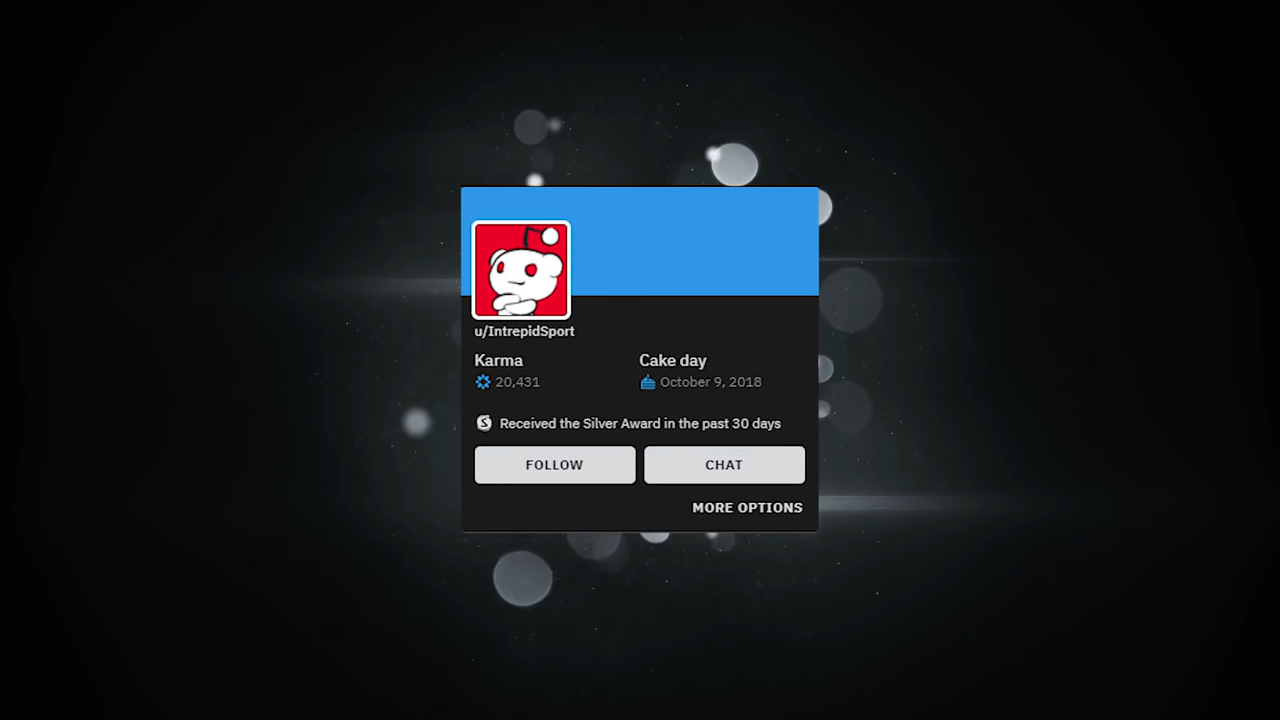 u/IntrepidSport
Karma
Cake day
20,431
October 9, 2018
Received the Silver Award in the past 30 days
FOLLOW
CHAT
MORE OPTIONS